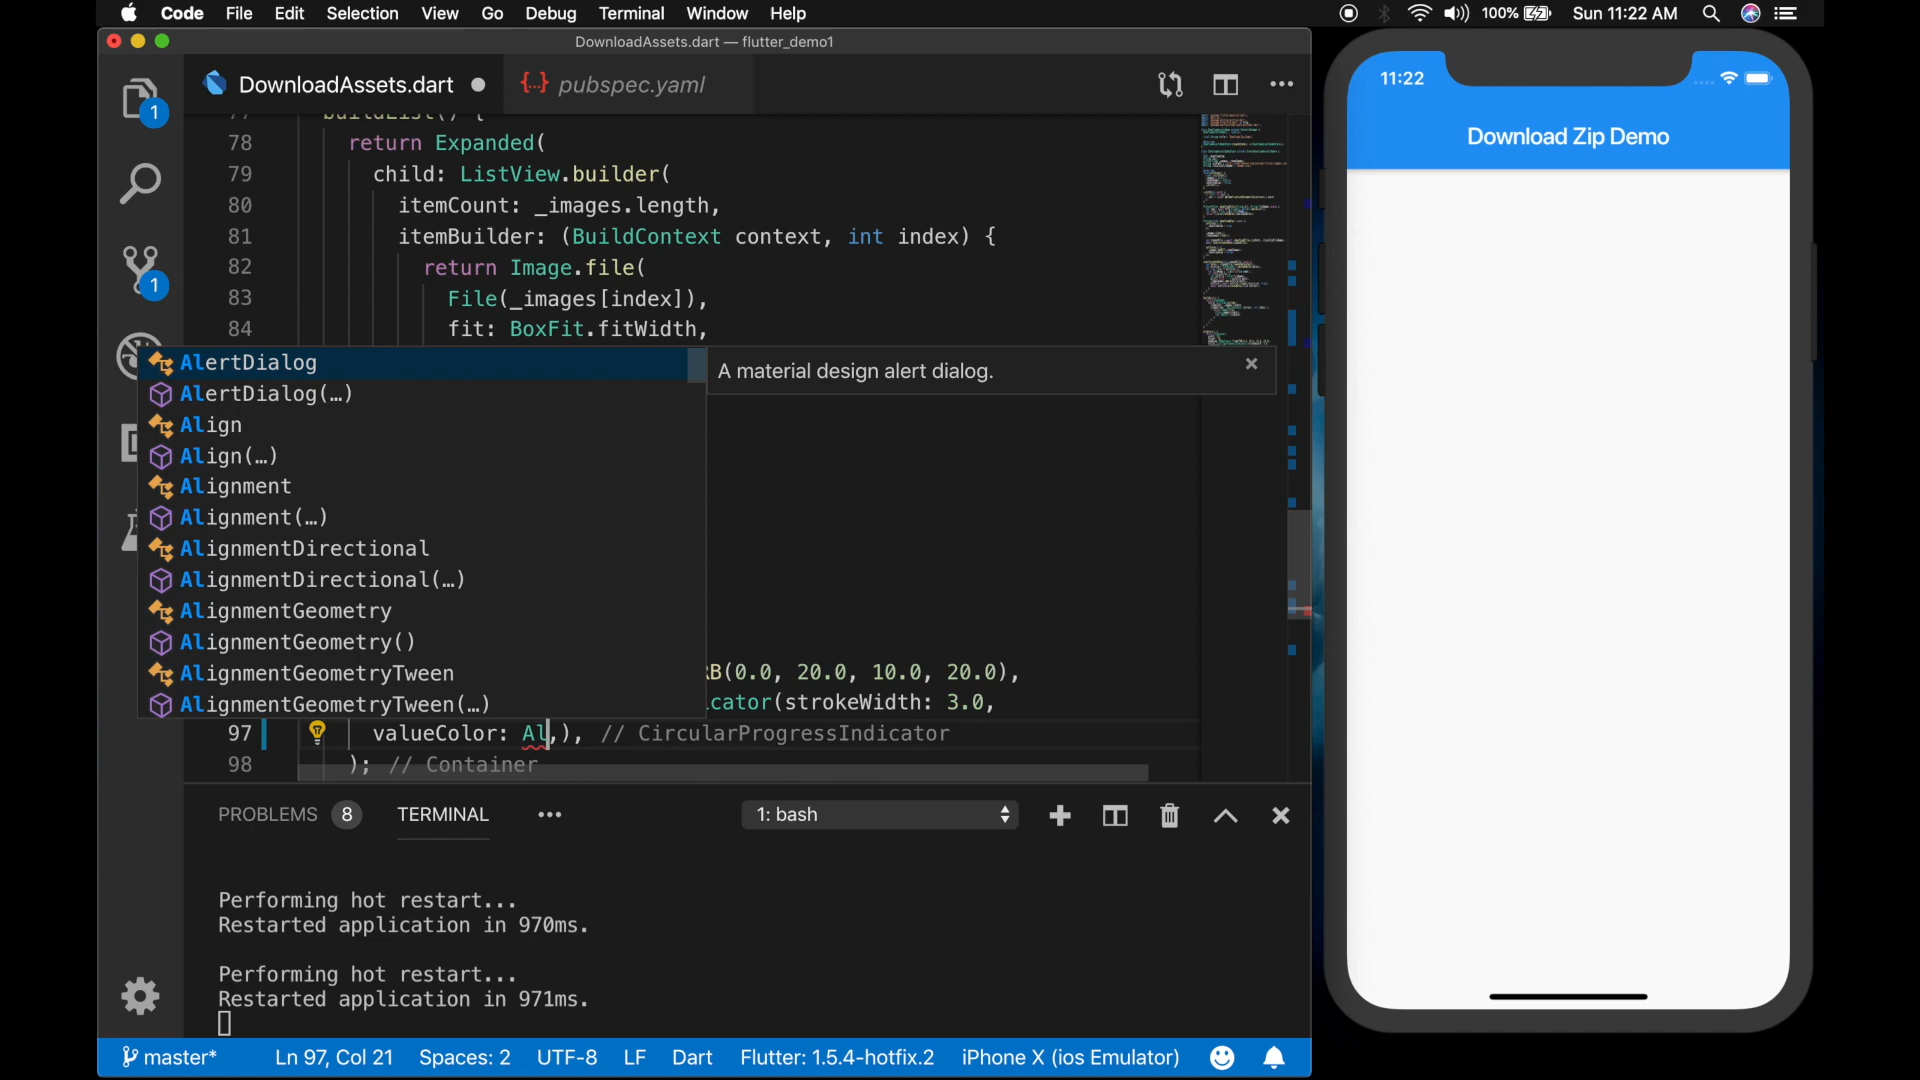 Code File Edit Selection View Go Debug Terminal Window Help 100% Sun 11:22 AM
DownloadAssets.dart — flutter_demo1
DownloadAssets.dart pubspec.yaml
1
77 buildList() {
78 return Expanded(
79 child: ListView.builder(
80 itemCount: _images.length,
81 itemBuilder: (BuildContext context, int index) {
82 return Image.file(
83 File(_images[index]),
84 fit: BoxFit.fitWidth,
1
AlertDialog
A material design alert dialog.
AlertDialog(…)
Align
Align(…)
Alignment
Alignment(…)
AlignmentDirectional
AlignmentDirectional(…)
AlignmentGeometry
AlignmentGeometry()
AlignmentGeometryTween
AlignmentGeometryTween(…)
RB(0.0, 20.0, 10.0, 20.0),
icator(strokeWidth: 3.0,
97 valueColor: Al,), // CircularProgressIndicator
98 ); // Container
PROBLEMS 8 TERMINAL 1: bash
Performing hot restart...
Restarted application in 970ms.
Performing hot restart...
Restarted application in 971ms.
master* Ln 97, Col 21 Spaces: 2 UTF-8 LF Dart Flutter: 1.5.4-hotfix.2 iPhone X (ios Emulator)
11:22
Download Zip Demo